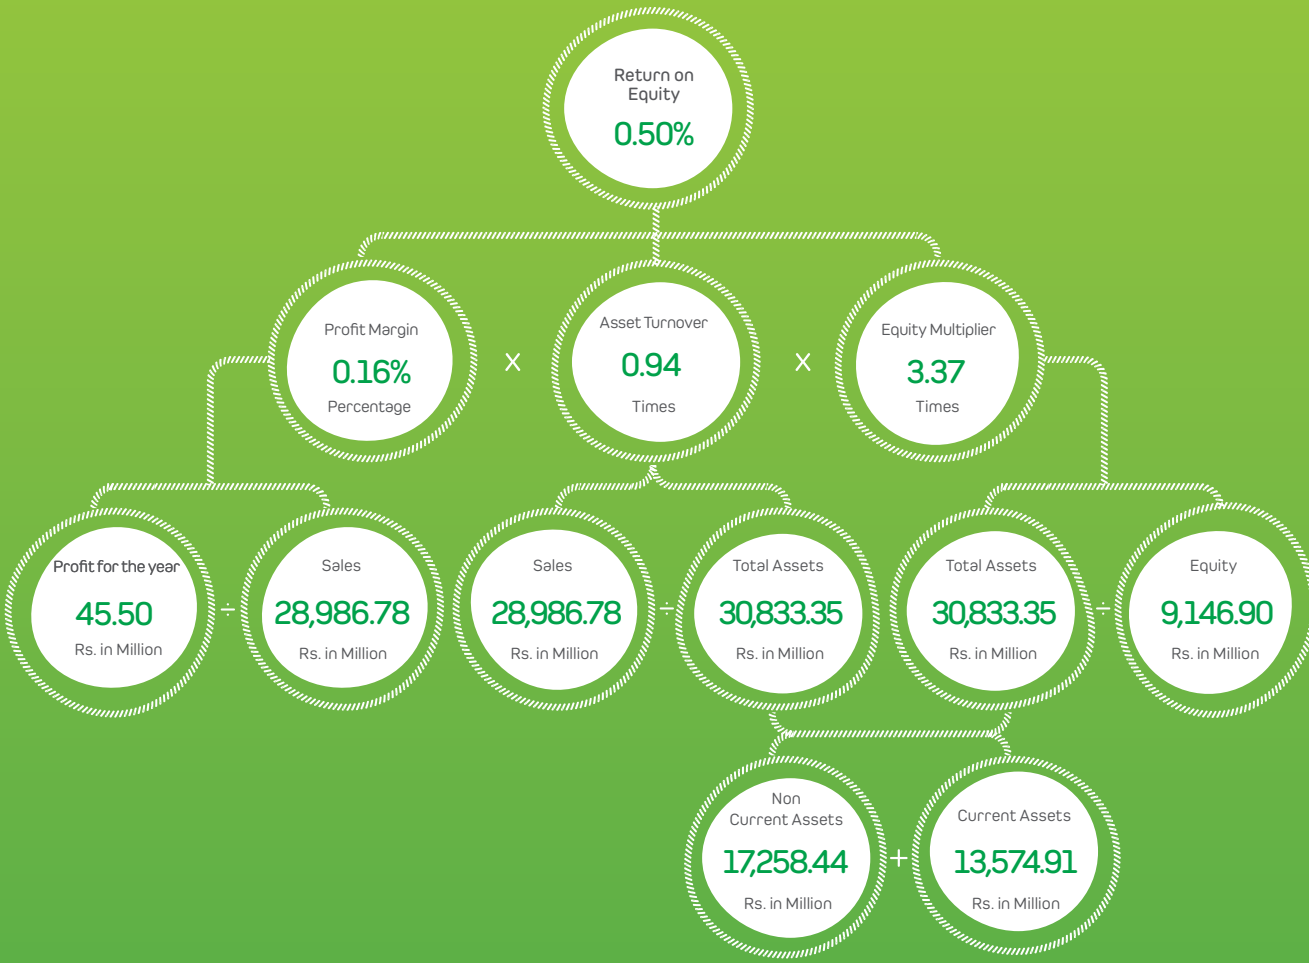 Return on
Equity
0.50%
Profit Margin
0.16%
Percentage
x
Asset Turnover
0.94
Times
x
Equity Multiplier
3.37
Times
Profit for the year
45.50
Rs. in Million
÷
Sales
28,986.78
Rs. in Million
Sales
28,986.78
Rs. in Million
÷
Total Assets
30,833.35
Rs. in Million
Total Assets
30,833.35
Rs. in Million
÷
Equity
9,146.90
Rs. in Million
Non
Current Assets
17,258.44
Rs. in Million
+
Current Assets
13,574.91
Rs. in Million